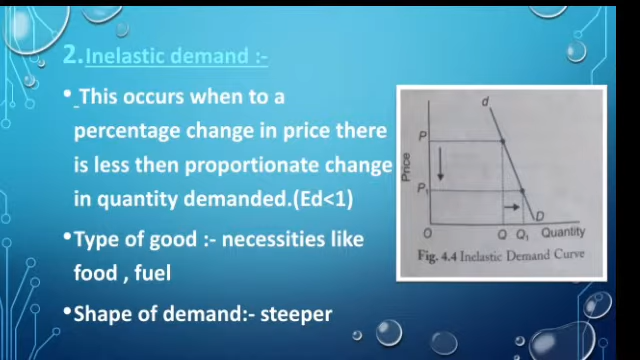 2.Inelastic demand :-
• This occurs when to a
percentage change in price there
is less then proportionate change
in quantity demanded.(Ed<1)
•Type of good :- necessities like
food , fuel
•Shape of demand:- steeper
d
P
Price
P₁
D
O Q Q₁ Quantity
Fig. 4.4 Inelastic Demand Curve